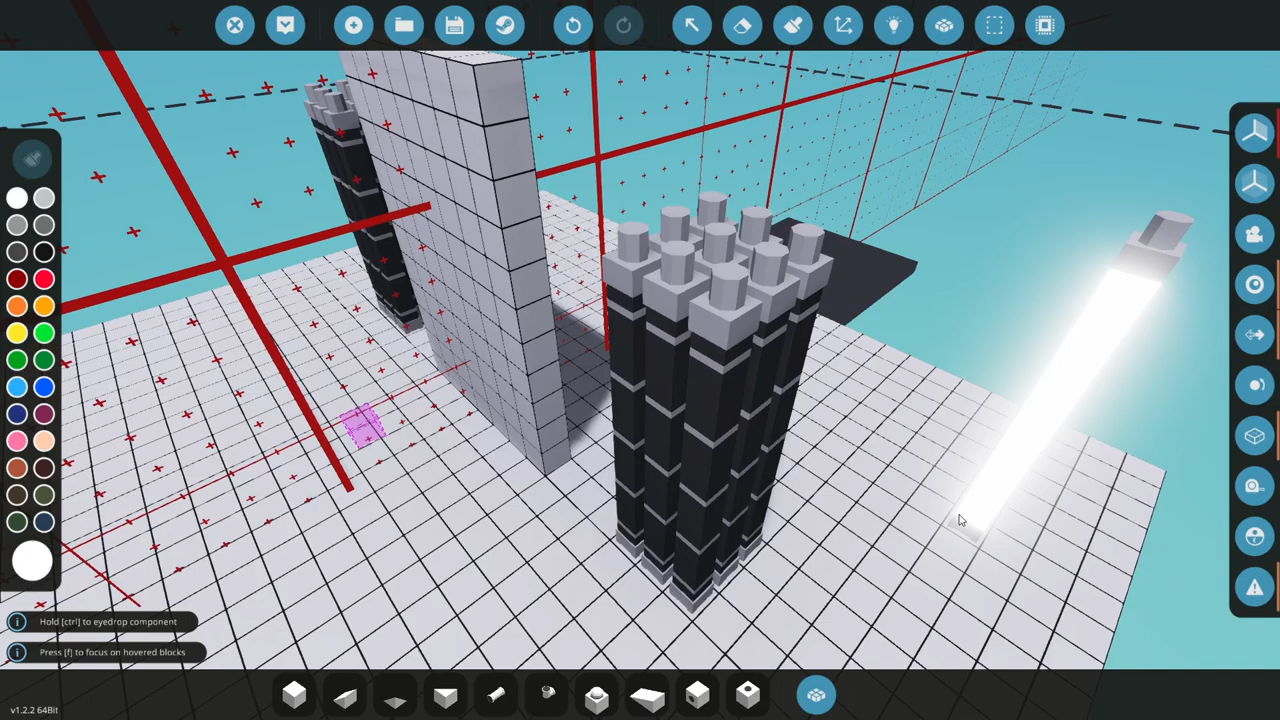 Hold [ctrl] to eyedrop component
Press [f] to focus on hovered blocks
v1.2.2 64Bit